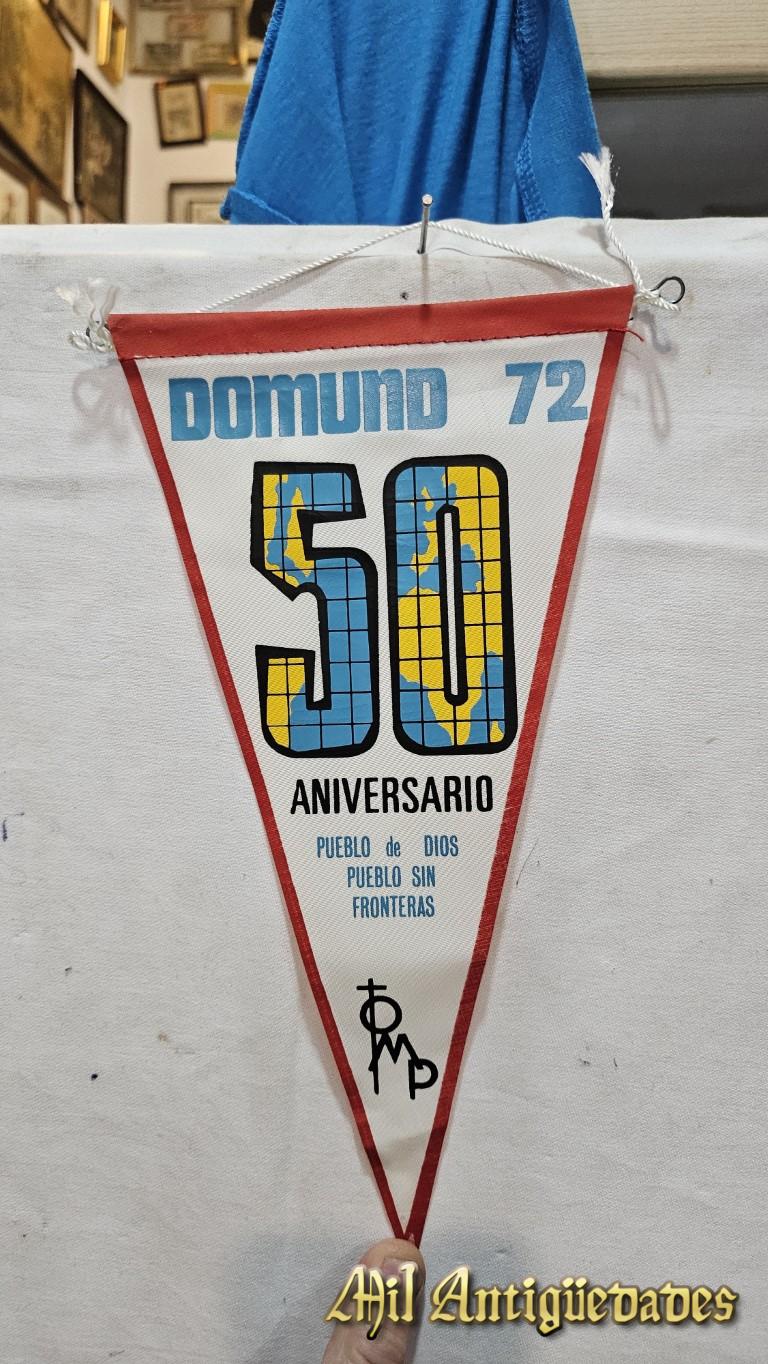 DOMUND 72
50
ANIVERSARIO
PUEBLO de DIOS
PUEBLO SIN
FRONTERAS
OMP
Mil Antigüedades